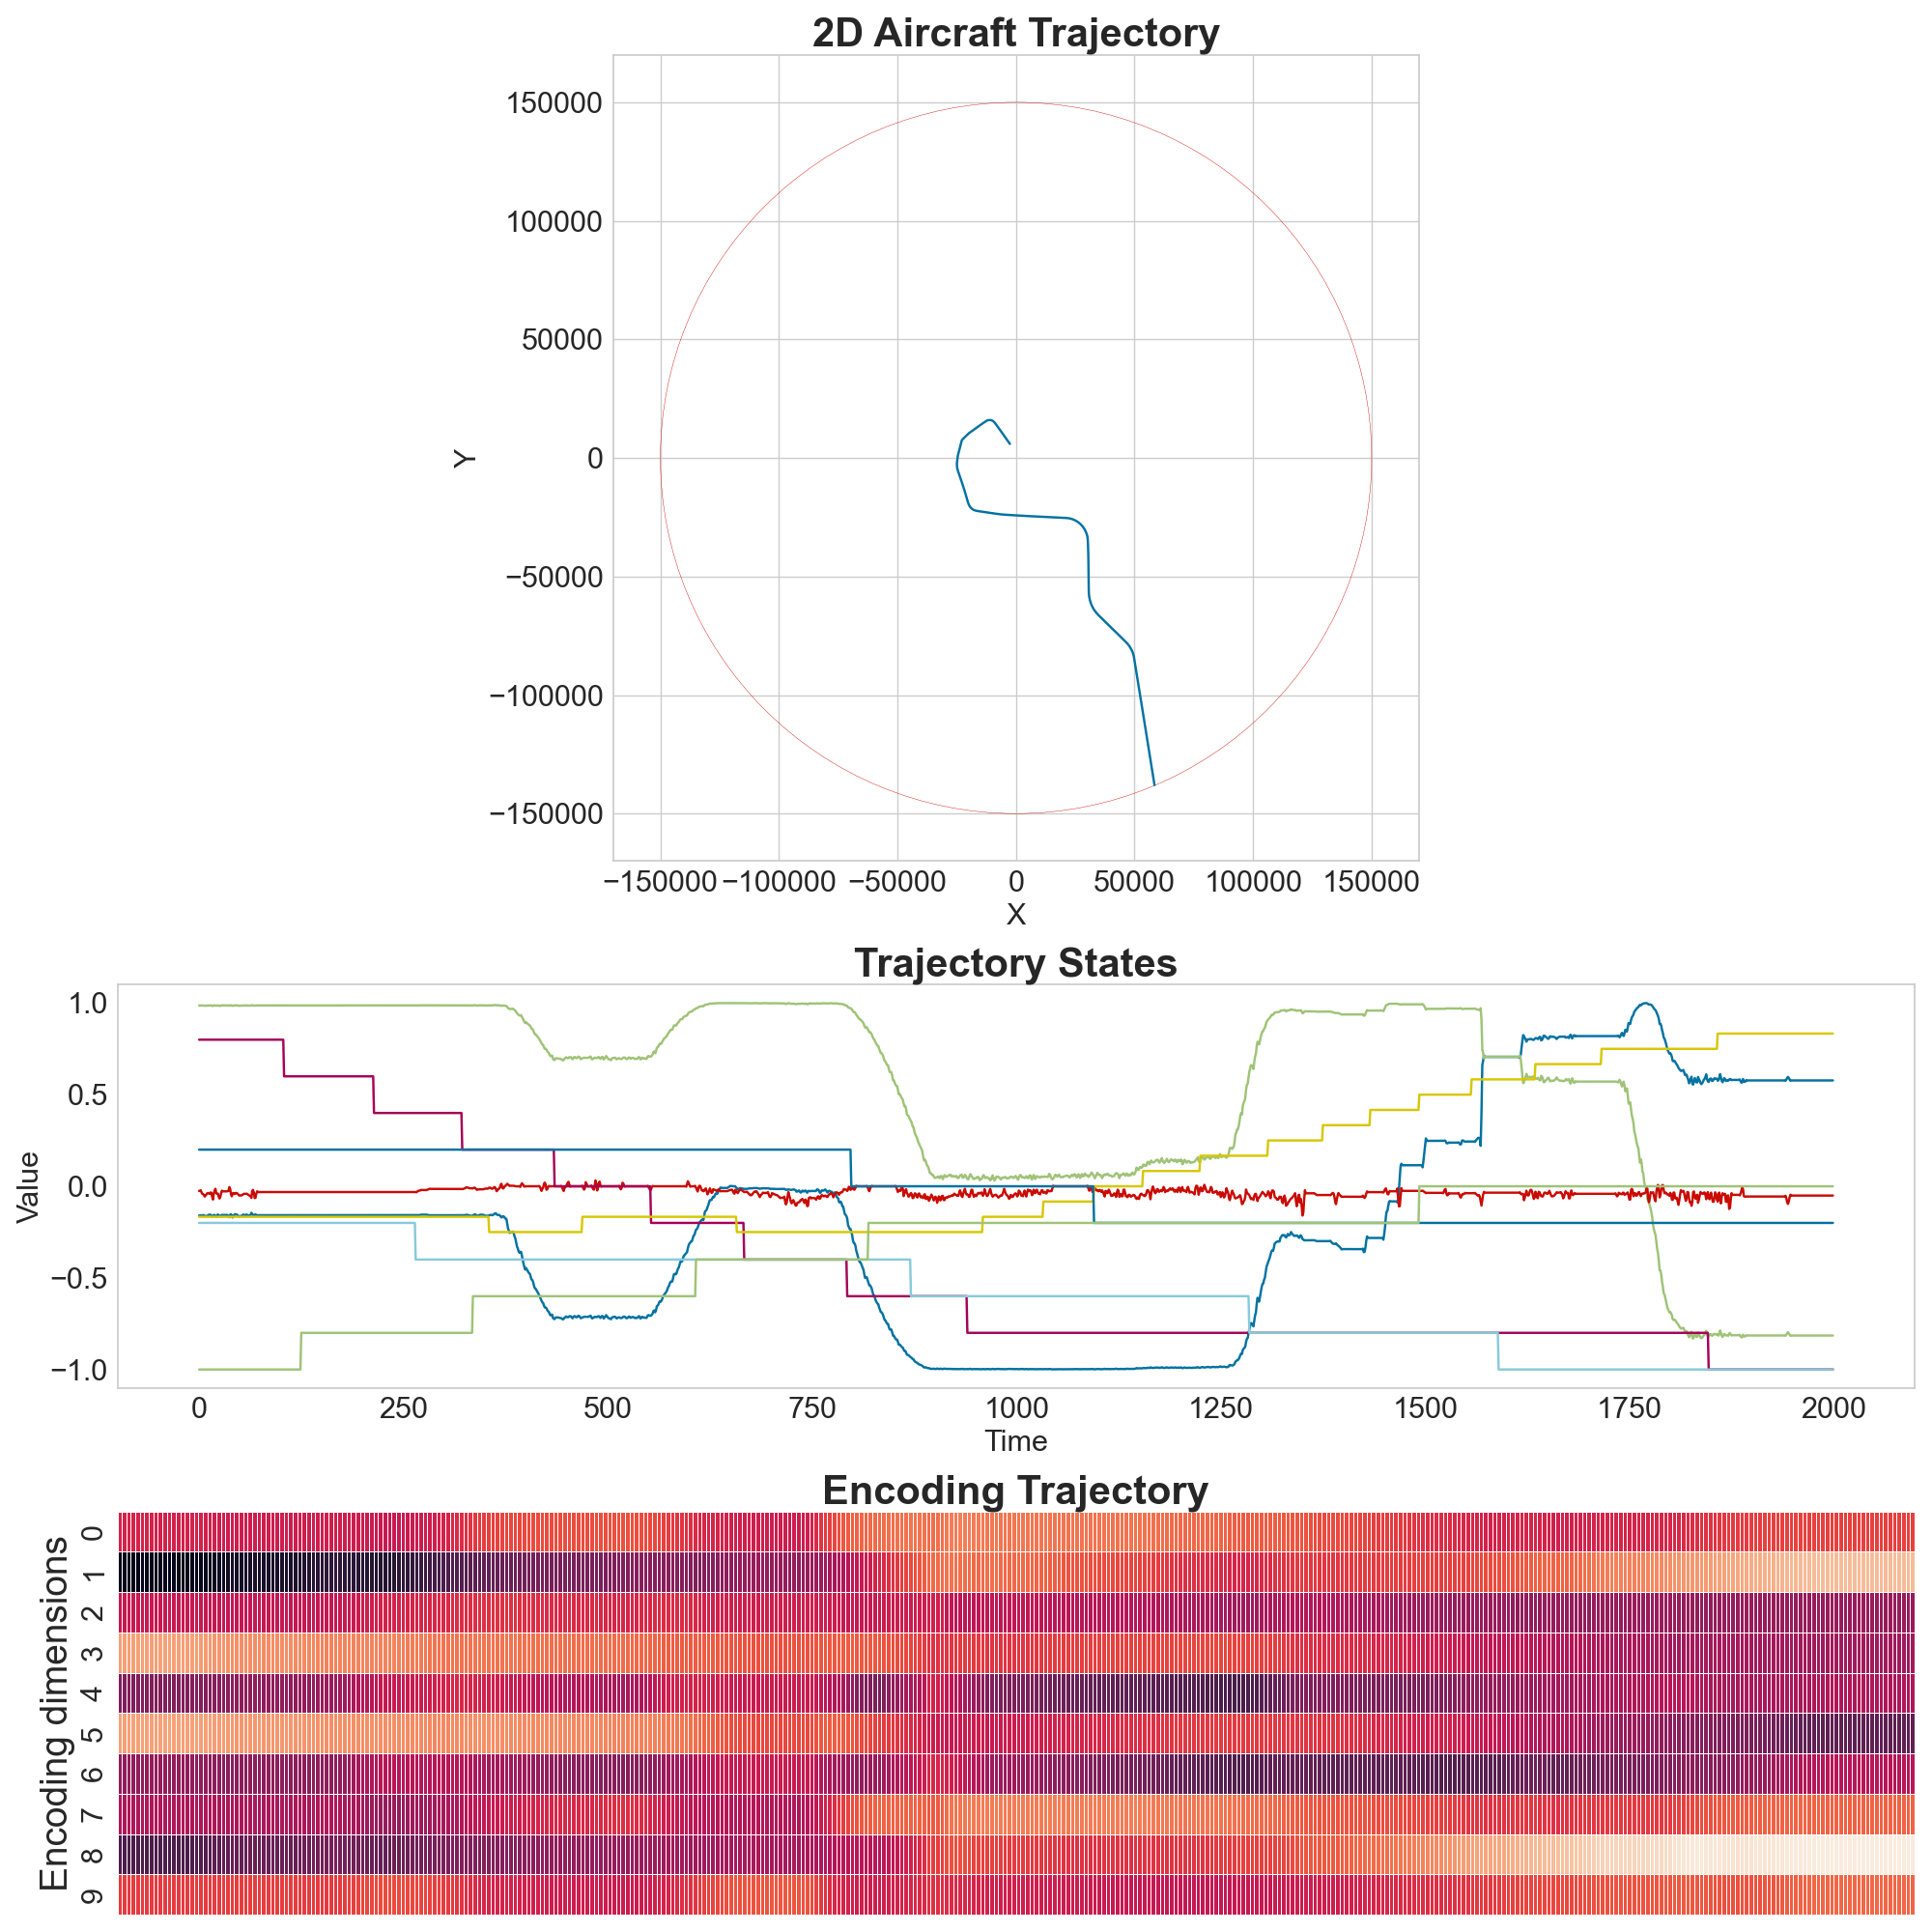 2D Aircraft Trajectory
150000
100000
50000
0
−50000
−100000
−150000
Y
−150000 −100000 −50000 0 50000 100000 150000
X
Trajectory States
1.0
0.5
0.0
−0.5
−1.0
Value
0 250 500 750 1000 1250 1500 1750 2000
Time
Encoding Trajectory
Encoding dimensions
0
1
2
3
4
5
6
7
8
9